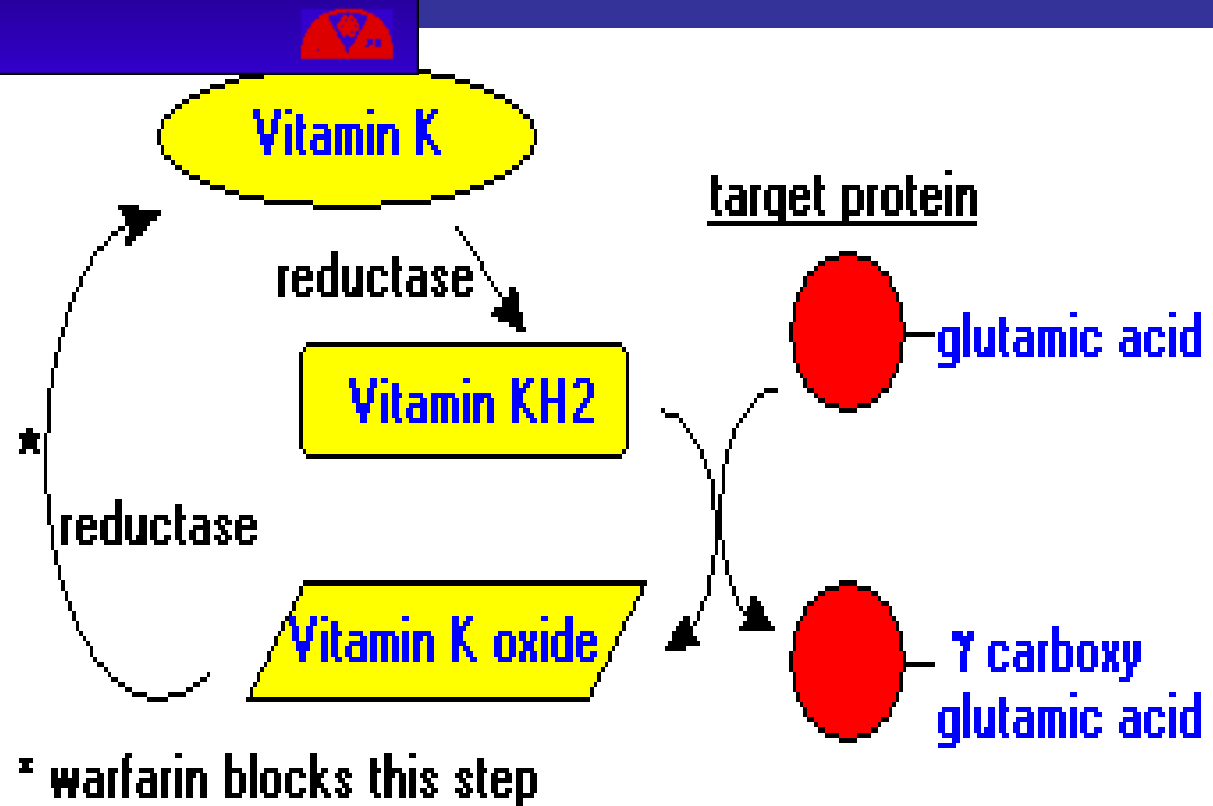 Vitamin K
target protein
reductase
glutamic acid
Vitamin KH2
*
reductase
Vitamin K oxide
γ carboxy
glutamic acid
* warfarin blocks this step